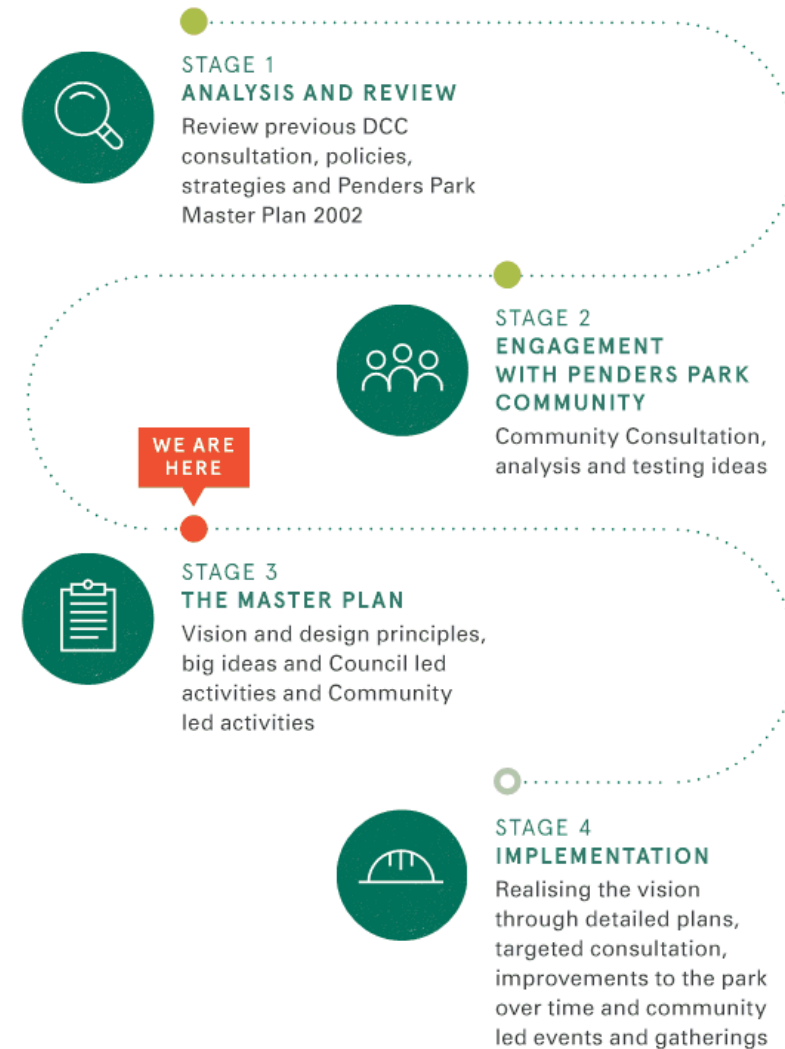 STAGE 1
ANALYSIS AND REVIEW
Review previous DCC
consultation, policies,
strategies and Penders Park
Master Plan 2002
STAGE 2
ENGAGEMENT
WITH PENDERS PARK
COMMUNITY
Community Consultation,
analysis and testing ideas
WE ARE
HERE
STAGE 3
THE MASTER PLAN
Vision and design principles,
big ideas and Council led
activities and Community
led activities
STAGE 4
IMPLEMENTATION
Realising the vision
through detailed plans,
targeted consultation,
improvements to the park
over time and community
led events and gatherings